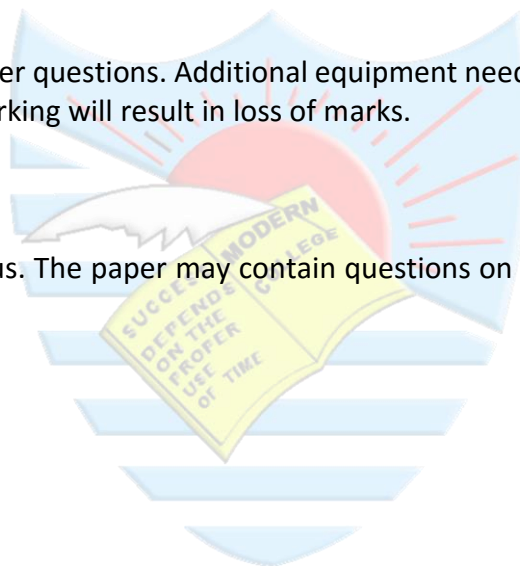 er questions. Additional equipment need
rking will result in loss of marks.
MODERN
COLLEGE
us. The paper may contain questions on
SUCCESS
DEPENDS
ON THE
PROFER
USE
OF TIME